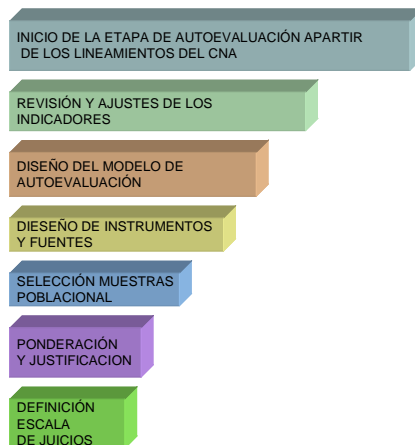 INICIO DE LA ETAPA DE AUTOEVALUACIÓN APARTIR
DE LOS LINEAMIENTOS DEL CNA
REVISIÓN Y AJUSTES DE LOS
INDICADORES
DISEÑO DEL MODELO DE
AUTOEVALUACIÓN
DIESEÑO DE INSTRUMENTOS
Y FUENTES
SELECCIÓN MUESTRAS
POBLACIONAL
PONDERACIÓN
Y JUSTIFICACION
DEFINICIÓN
ESCALA
DE JUICIOS